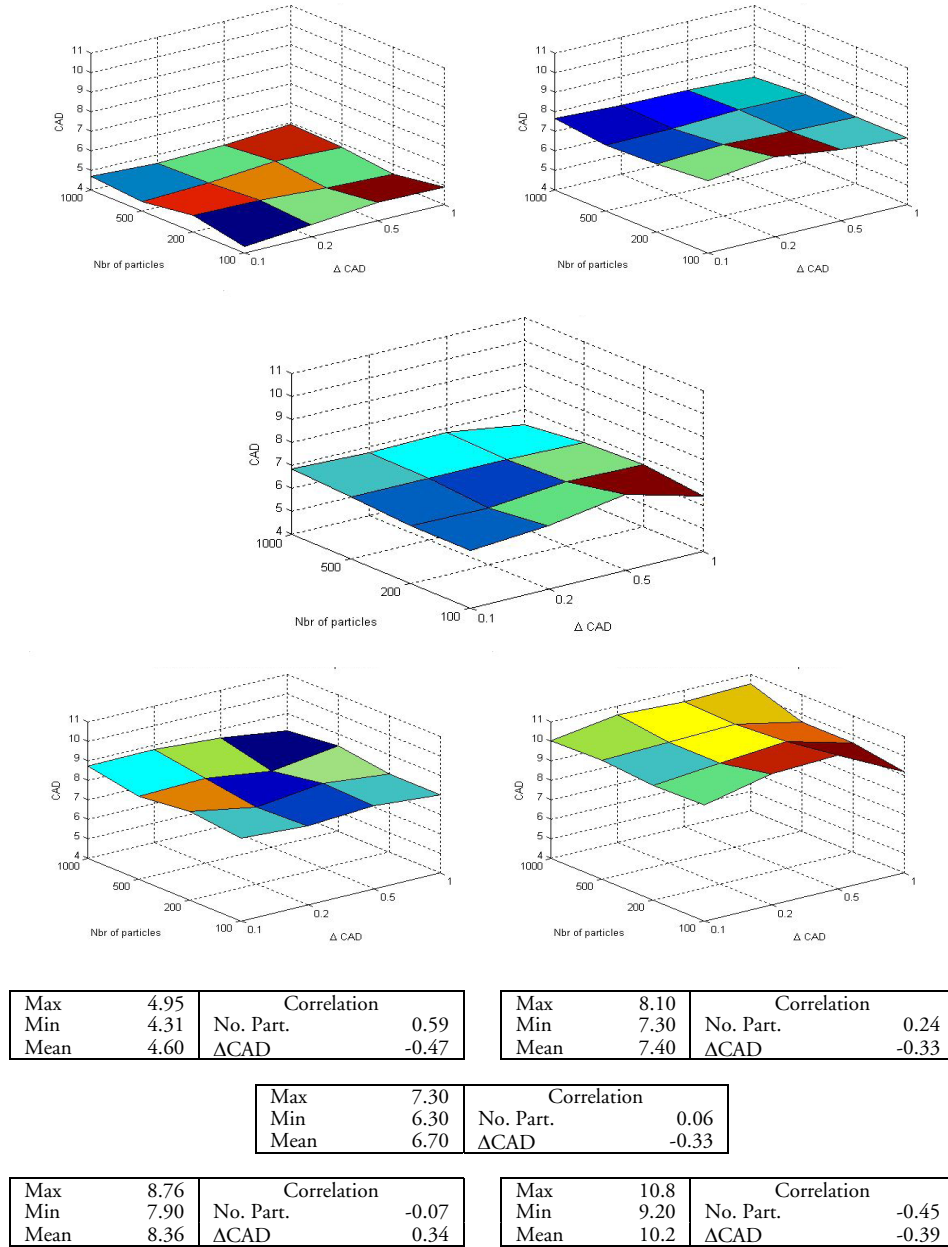 11
10
9
8
7
6
5
4
CAD
1000
500
200
100
0.1
0.2
0.5
1
Nbr of particles
Δ CAD
11
10
9
8
7
6
5
4
CAD
1000
500
200
100
0.1
0.2
0.5
1
Nbr of particles
Δ CAD
11
10
9
8
7
6
5
4
CAD
1000
500
200
100
0.1
0.2
0.5
1
Nbr of particles
Δ CAD
11
10
9
8
7
6
5
4
CAD
1000
500
200
100
0.1
0.2
0.5
1
Nbr of particles
Δ CAD
11
10
9
8
7
6
5
4
CAD
1000
500
200
100
0.1
0.2
0.5
1
Nbr of particles
Δ CAD
Max 4.95 Correlation
Min 4.31 No. Part. 0.59
Mean 4.60 ΔCAD -0.47
Max 8.10 Correlation
Min 7.30 No. Part. 0.24
Mean 7.40 ΔCAD -0.33
Max 7.30 Correlation
Min 6.30 No. Part. 0.06
Mean 6.70 ΔCAD -0.33
Max 8.76 Correlation
Min 7.90 No. Part. -0.07
Mean 8.36 ΔCAD 0.34
Max 10.8 Correlation
Min 9.20 No. Part. -0.45
Mean 10.2 ΔCAD -0.39